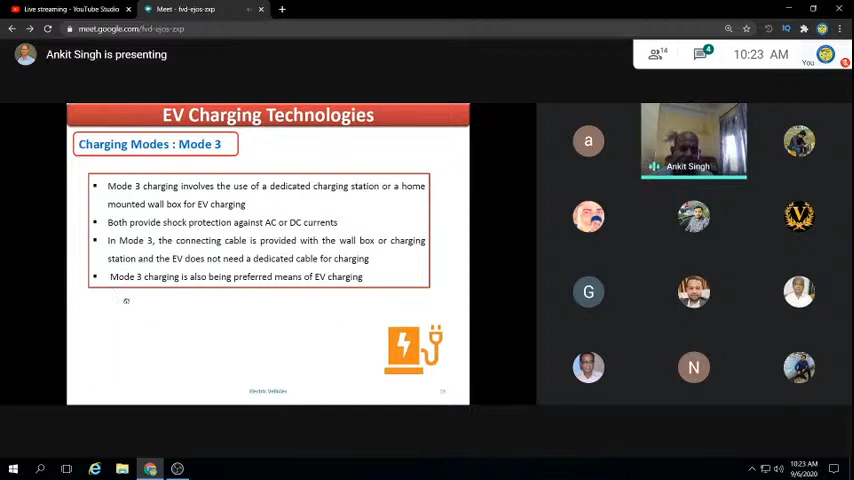 Live streaming - YouTube Studio
Meet - fvd-ejos-zxp
meet.google.com/fvd-ejos-zxp
Ankit Singh is presenting
14
4
10:23 AM
You
EV Charging Technologies
Charging Modes : Mode 3
▪ Mode 3 charging involves the use of a dedicated charging station or a home
mounted wall box for EV charging
▪ Both provide shock protection against AC or DC currents
▪ In Mode 3, the connecting cable is provided with the wall box or charging
station and the EV does not need a dedicated cable for charging
▪ Mode 3 charging is also being preferred means of EV charging
Electric Vehicles
a
Ankit Singh
V
G
N
10:23 AM
9/6/2020